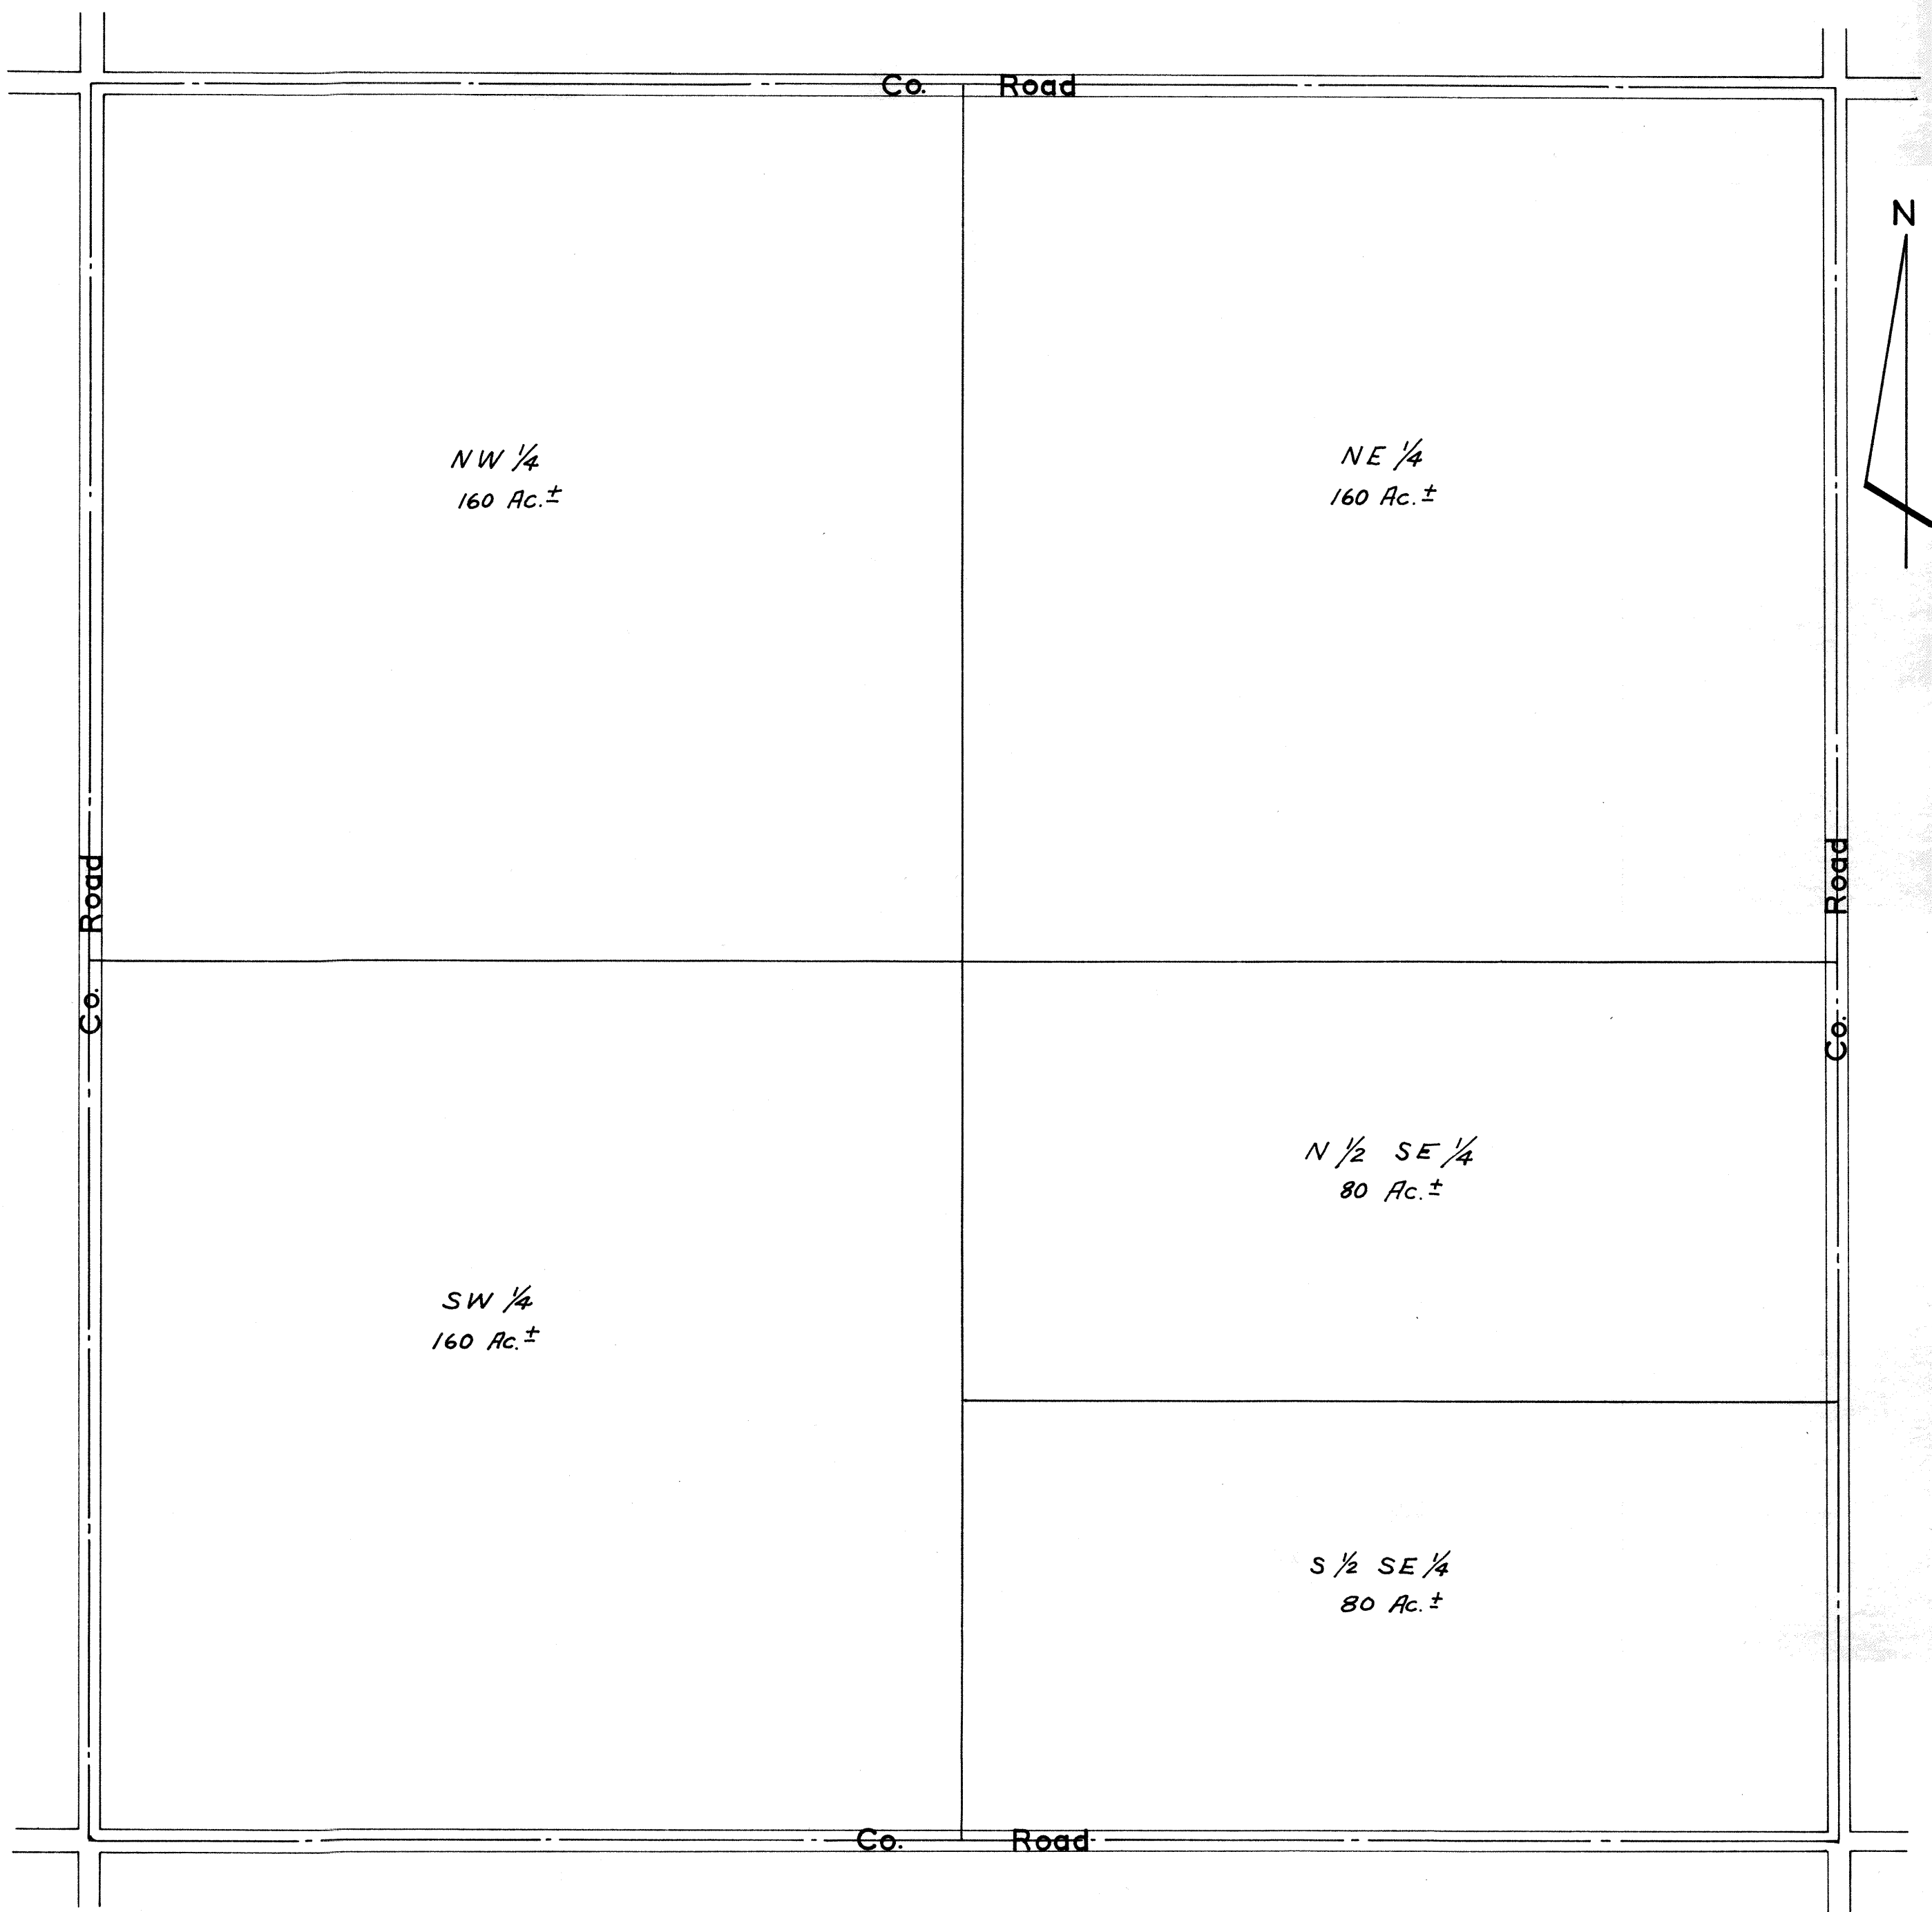 Co. Road
N
NW 1/4
160 Ac.±
NE 1/4
160 Ac.±
Co. Road
Co. Road
N 1/2 SE 1/4
80 Ac.±
SW 1/4
160 Ac.±
S 1/2 SE 1/4
80 Ac.±
Co. Road